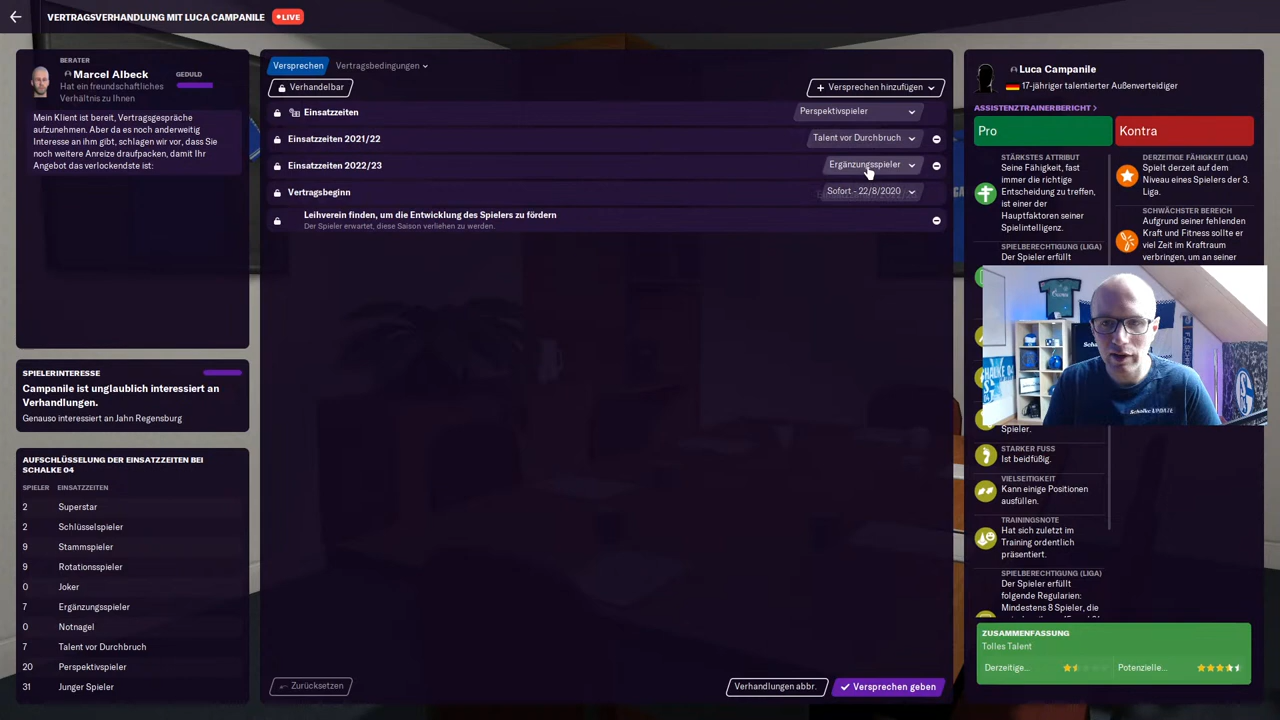 VERTRAGSVERHANDLUNG MIT LUCA CAMPANILE
LIVE
BERATER
Marcel Albeck
Hat ein freundschaftliches
Verhältnis zu Ihnen
GEDULD
Mein Klient ist bereit, Vertragsgespräche
aufzunehmen. Aber da es noch anderweitig
Interesse an ihm gibt, schlagen wir vor, dass Sie
noch weitere Anreize draufpacken, damit Ihr
Angebot das verlockendste ist:
SPIELERINTERESSE
Campanile ist unglaublich interessiert an
Verhandlungen.
Genauso interessiert an Jahn Regensburg
AUFSCHLÜSSELUNG DER EINSATZZEITEN BEI
SCHALKE 04
SPIELER EINSATZZEITEN
2 Superstar
2 Schlüsselspieler
9 Stammspieler
9 Rotationsspieler
0 Joker
7 Ergänzungsspieler
0 Notnagel
7 Talent vor Durchbruch
20 Perspektivspieler
31 Junger Spieler
Versprechen Vertragsbedingungen
Verhandelbar
+ Versprechen hinzufügen
Einsatzzeiten Perspektivspieler
Einsatzzeiten 2021/22 Talent vor Durchbruch
Einsatzzeiten 2022/23 Ergänzungsspieler
Vertragsbeginn Sofort - 22/8/2020
Leihverein finden, um die Entwicklung des Spielers zu fördern
Der Spieler erwartet, diese Saison verliehen zu werden.
Zurücksetzen
Verhandlungen abbr.
Versprechen geben
Luca Campanile
17-jähriger talentierter Außenverteidiger
ASSISTENZTRAINERBERICHT >
Pro
Kontra
STÄRKSTES ATTRIBUT
Seine Fähigkeit, fast
immer die richtige
Entscheidung zu treffen,
ist einer der
Hauptfaktoren seiner
Spielintelligenz.
SPIELBERECHTIGUNG (LIGA)
Der Spieler erfüllt
DERZEITIGE FÄHIGKEIT (LIGA)
Spielt derzeit auf dem
Niveau eines Spielers der 3.
Liga.
SCHWÄCHSTER BEREICH
Aufgrund seiner fehlenden
Kraft und Fitness sollte er
viel Zeit im Kraftraum
verbringen, um an seiner
Schalke UPDATE
Spieler.
STARKER FUSS
Ist beidfüßig.
VIELSEITIGKEIT
Kann einige Positionen
ausfüllen.
TRAININGSNOTE
Hat sich zuletzt im
Training ordentlich
präsentiert.
SPIELBERECHTIGUNG (LIGA)
Der Spieler erfüllt
folgende Regularien:
Mindestens 8 Spieler, die
ZUSAMMENFASSUNG
Tolles Talent
Derzeitige...
Potenzielle...